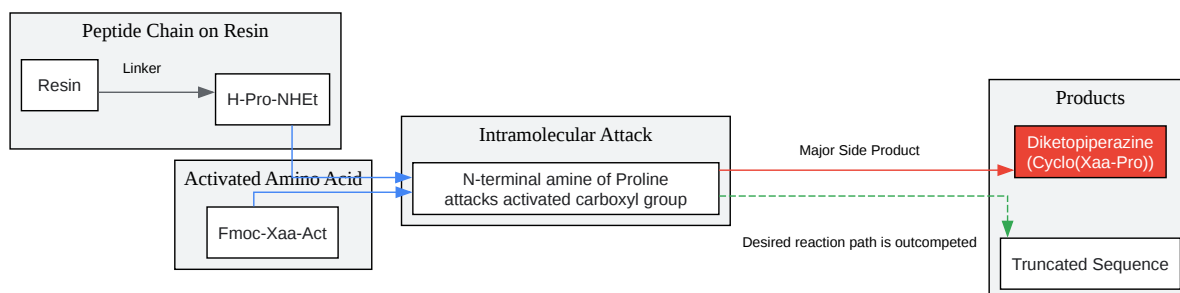 Peptide Chain on Resin
Resin
Linker
H-Pro-NHEt
Activated Amino Acid
Fmoc-Xaa-Act
Intramolecular Attack
N-terminal amine of Proline
attacks activated carboxyl group
Major Side Product
Desired reaction path is outcompeted
Products
Diketopiperazine
(Cyclo(Xaa-Pro))
Truncated Sequence